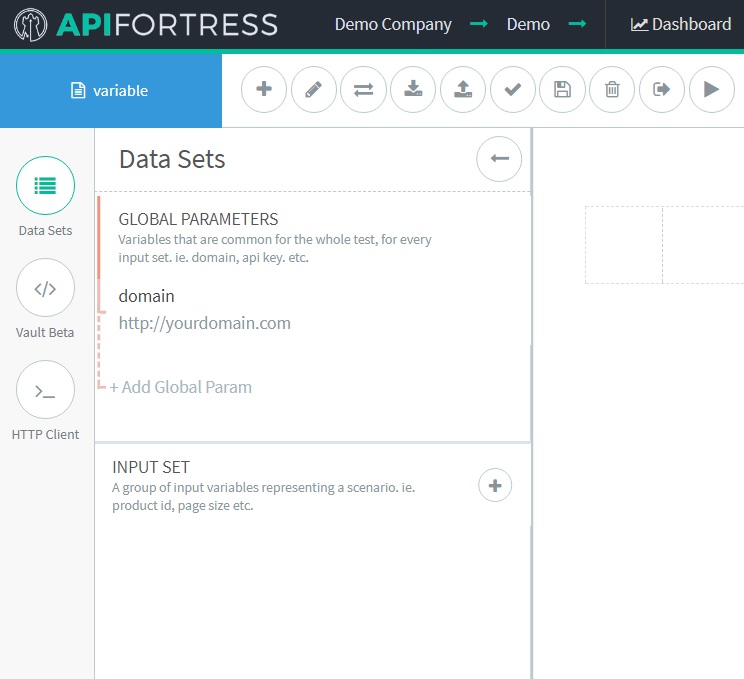 APIFORTRESS
Demo Company Demo Dashboard
variable
Data Sets
Data Sets
GLOBAL PARAMETERS
Variables that are common for the whole test, for every
input set. ie. domain, api key. etc.
domain
http://yourdomain.com
+ Add Global Param
INPUT SET
A group of input variables representing a scenario. ie.
product id, page size etc.
Vault Beta
HTTP Client